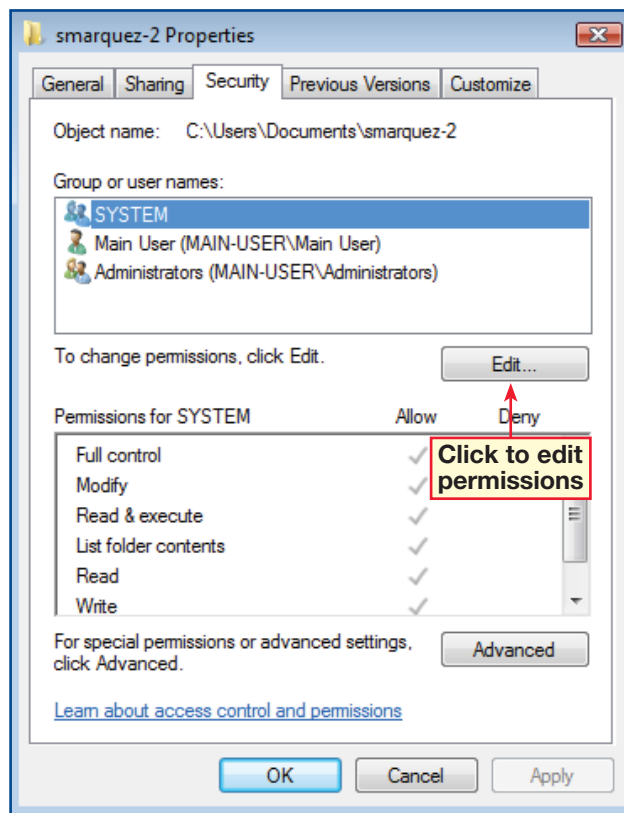 smarquez-2 Properties
General Sharing Security Previous Versions Customize
Object name: C:\Users\Documents\smarquez-2
Group or user names:
SYSTEM
Main User (MAIN-USER\Main User)
Administrators (MAIN-USER\Administrators)
To change permissions, click Edit.
Edit...
Permissions for SYSTEM Allow Deny
Click to edit
permissions
Full control
Modify
Read & execute
List folder contents
Read
Write
For special permissions or advanced settings,
click Advanced.
Advanced
Learn about access control and permissions
OK Cancel Apply